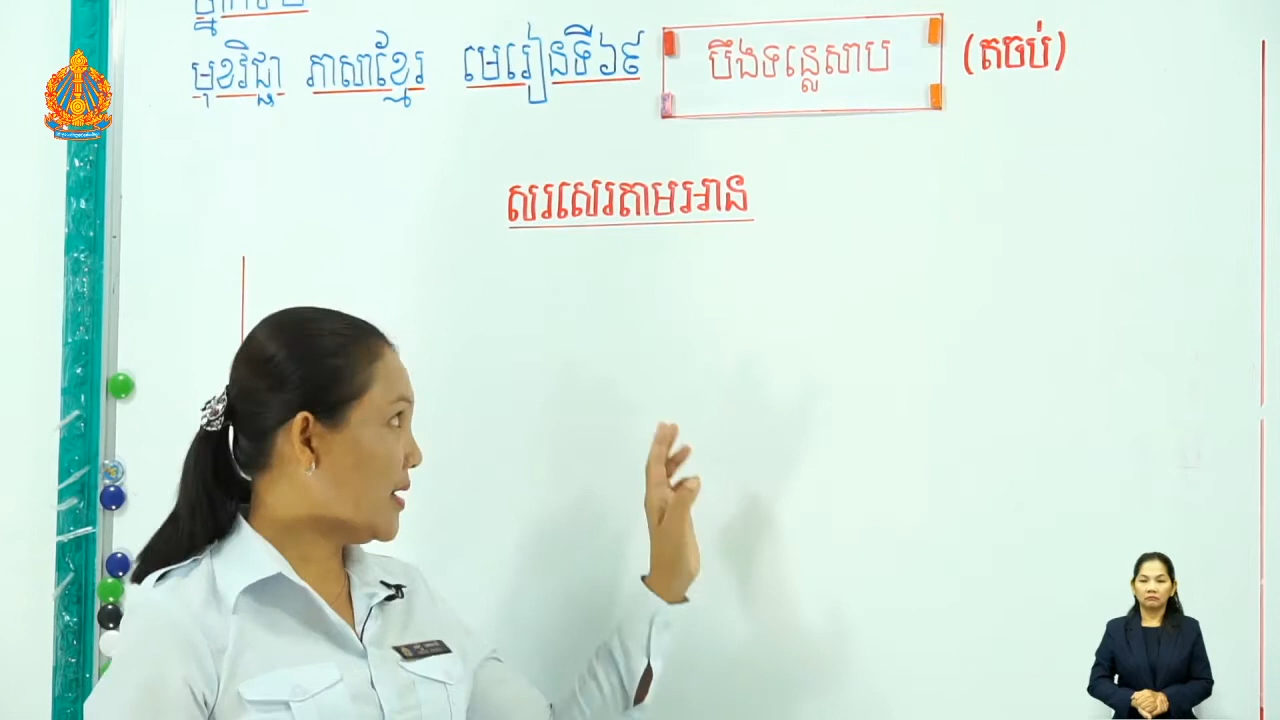 មុខវិជ្ជា ភាសាខ្មែរ មេរៀនទី៦៩ បឹងទន្លេសាប (តចប់)
សរសេរតាមអាន